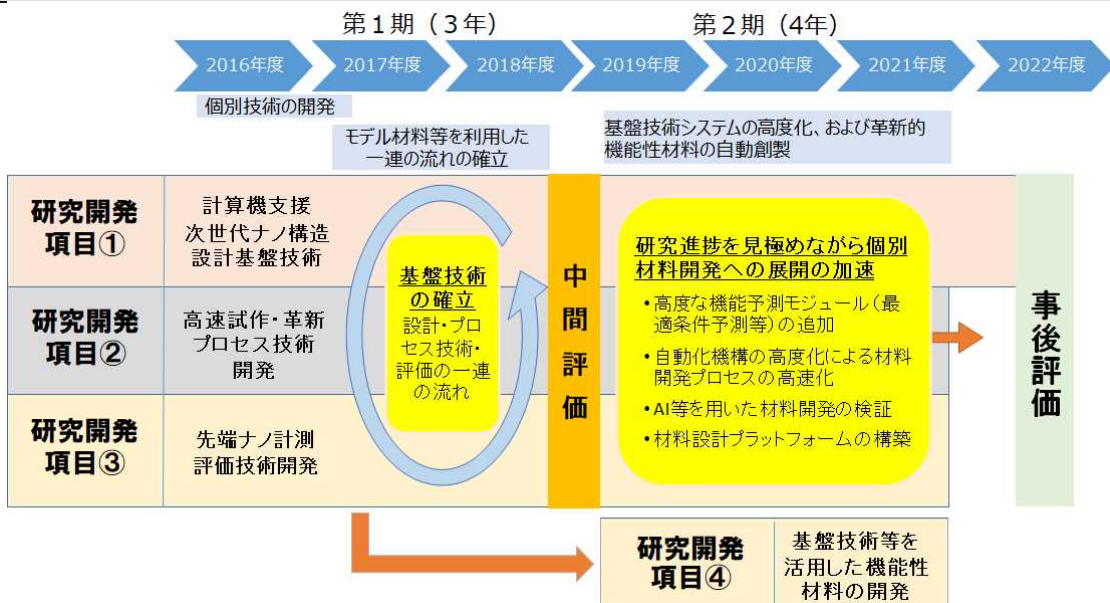 第1期(3年)
第2期(4年)
2016年度
2017年度
2018年度
2019年度
2020年度
2021年度
2022年度
個別技術の開発
モデル材料等を利用した
一連の流れの確立
基盤技術システムの高度化、および革新的
機能性材料の自動創製
研究開発
項目①
計算機支援
次世代ナノ構造
設計基盤技術
研究開発
項目②
高速試作・革新
プロセス技術
開発
研究開発
項目③
先端ナノ計測
評価技術開発
基盤技術
の確立
設計・プロ
セス技術・
評価の一連
の流れ
中間評価
研究進捗を見極めながら個別
材料開発への展開の加速
•高度な機能予測モジュール(最
適条件予測等)の追加
•自動化機構の高度化による材料
開発プロセスの高速化
•AI等を用いた材料開発の検証
•材料設計プラットフォームの構築
事後評価
研究開発
項目④
基盤技術等を
活用した機能性
材料の開発